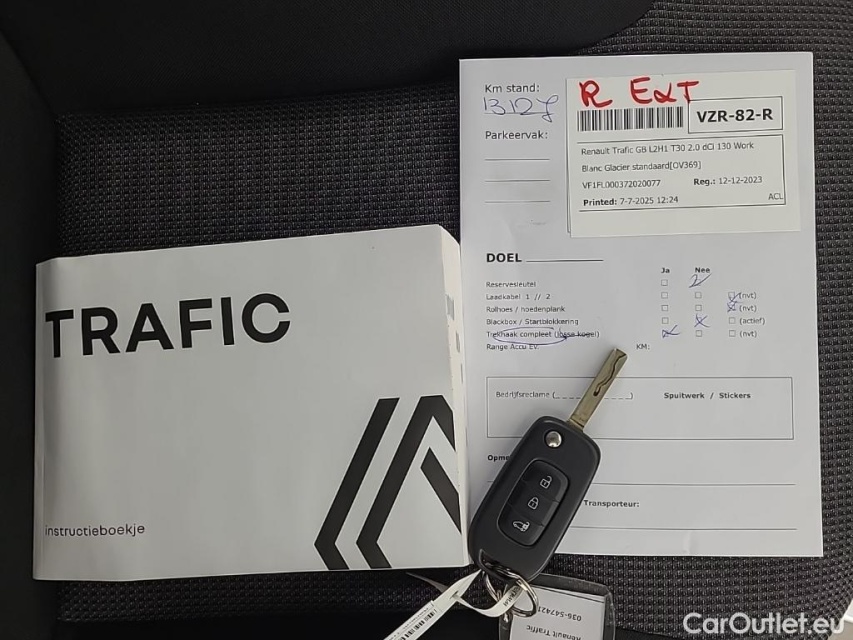 TRAFIC
instructieboekje
Km stand:
Parkeervak:
R EXT
VZR-82-R
Renault Trafic GB L2H1 T30 2.0 dCi 130 Work
Blanc Glacier standaard[OV369]
VF1FL000372020077 Reg.: 12-12-2023
Printed: 7-7-2025 12:24 ACL
DOEL
Ja Nee
Reservesleutel
Laadkabel 1 // 2 (nvt)
Rolhoes / hoedenplank (nvt)
Blackbox / Startblokkering (actief)
Trekhaak compleet (losse kogel) (nvt)
Range Accu EV: KM:
Bedrijfsreclame ( ) Spuitwerk / Stickers
Transporteur:
Renault Trafic
CarOutlet.eu